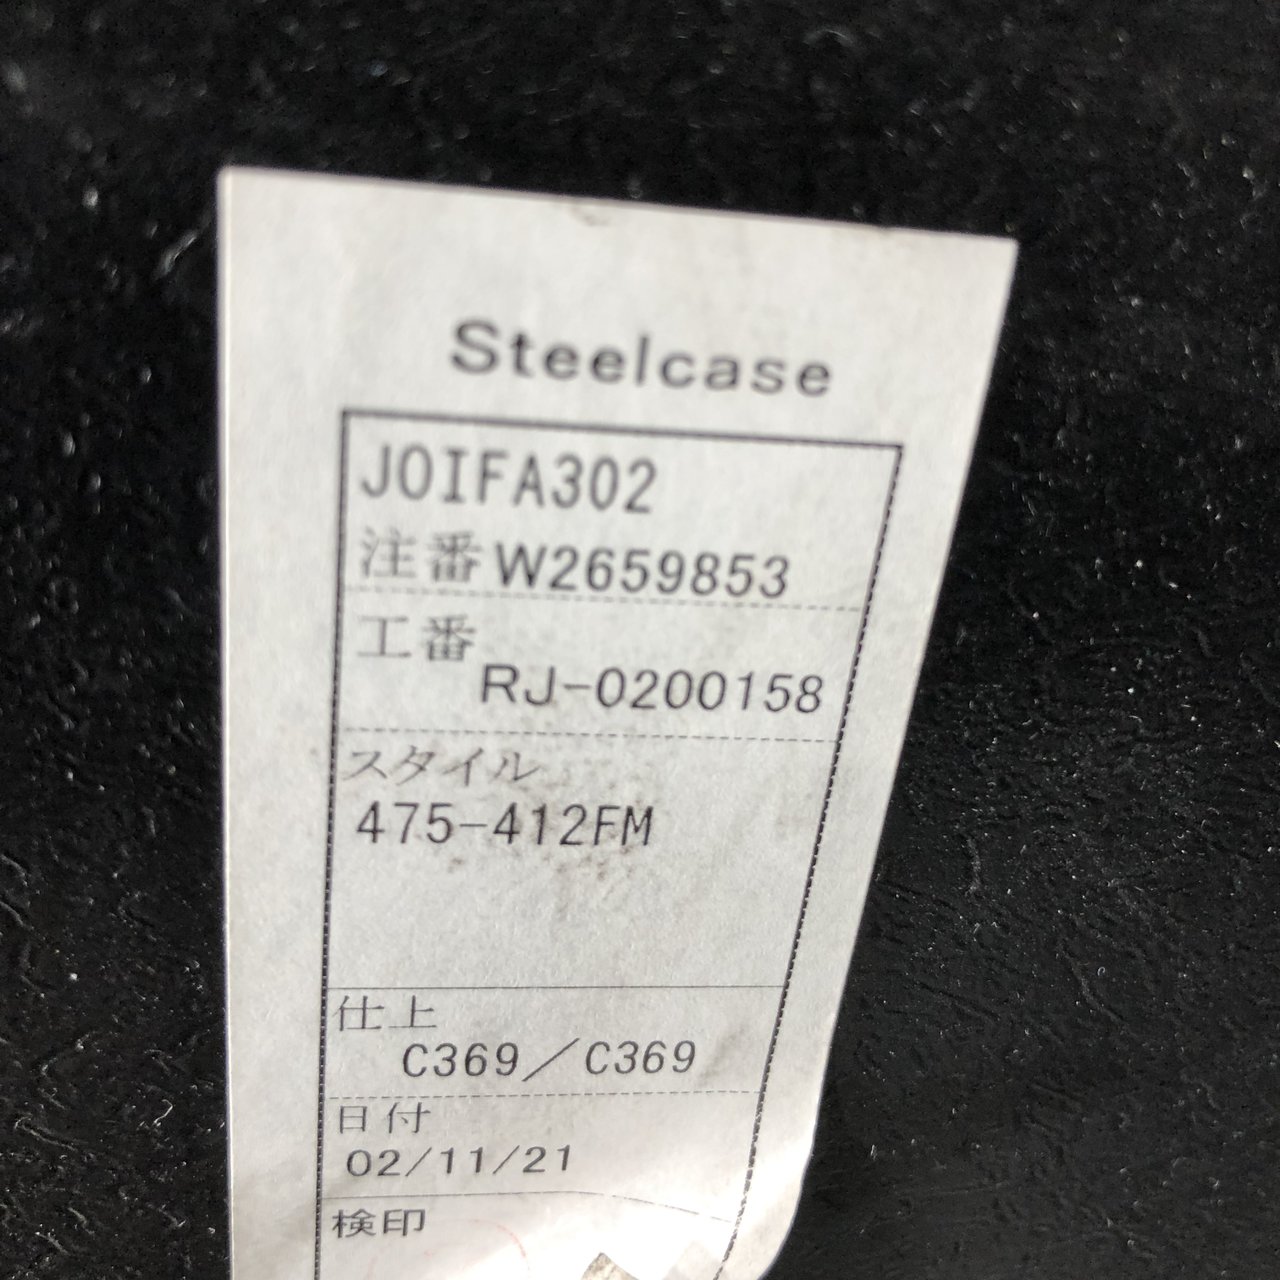 Steelcase
JOIFA302
注番W2659853
工番
RJ-0200158
スタイル
475-412FM
仕上
C369／C369
日付
02/11/21
検印